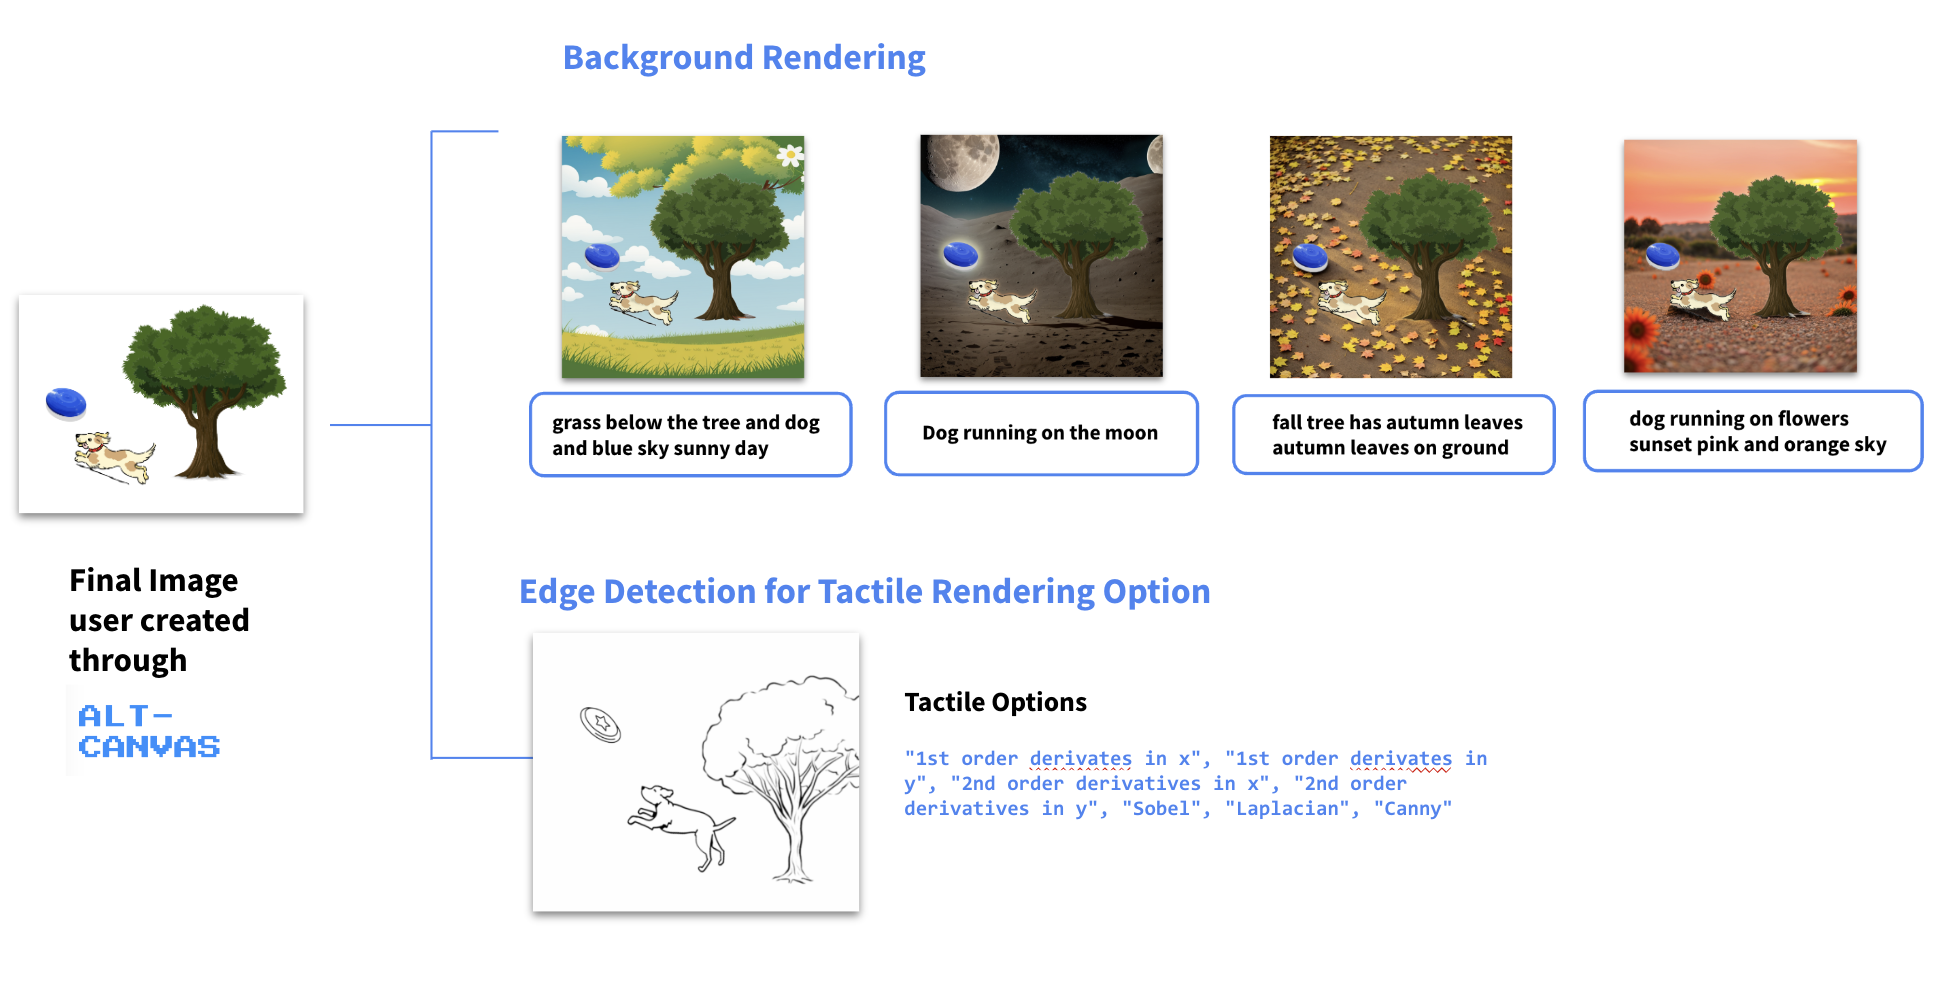 Background Rendering
grass below the tree and dog
and blue sky sunny day
Dog running on the moon
fall tree has autumn leaves
autumn leaves on ground
dog running on flowers
sunset pink and orange sky
Final Image
user created
through
ALT-
CANVAS
Edge Detection for Tactile Rendering Option
Tactile Options
"1st order derivates in x", "1st order derivates in
y", "2nd order derivatives in x", "2nd order
derivatives in y", "Sobel", "Laplacian", "Canny"